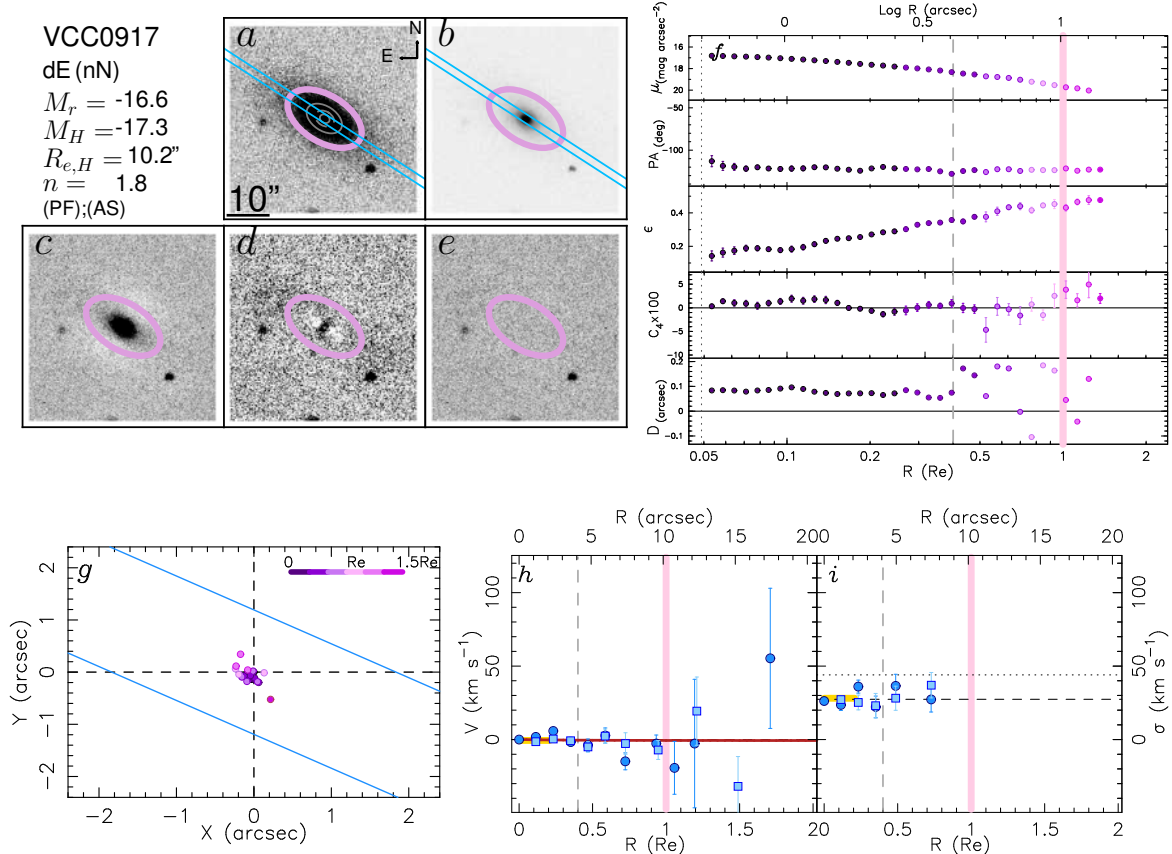 VCC0917
dE (nN)
M_r = -16.6
M_H = -17.3
R_{e,H} = 10.2”
n = 1.8
(PF);(AS)
a
N
E
10”
b
c
d
e
Log R (arcsec)
0 0.5 1
f
μ(mag arcsec⁻²)
16
18
20
PA (deg)
-50
-100
ε
0.4
0.2
C₄×100
5
0
-5
-10
D (arcsec)
0.2
0.1
0
-0.1
0.05 0.1 0.2 0.5 1 2
R (Re)
g
0 Re 1.5Re
Y (arcsec)
2
1
0
-1
-2
-2 -1 0 1 2
X (arcsec)
R (arcsec)
0 5 10 15 20
h
V (km s⁻¹)
100
50
0
0 0.5 1 1.5 2
R (Re)
R (arcsec)
0 5 10 15 20
i
100
50
0
σ (km s⁻¹)
0 0.5 1 1.5 2
R (Re)